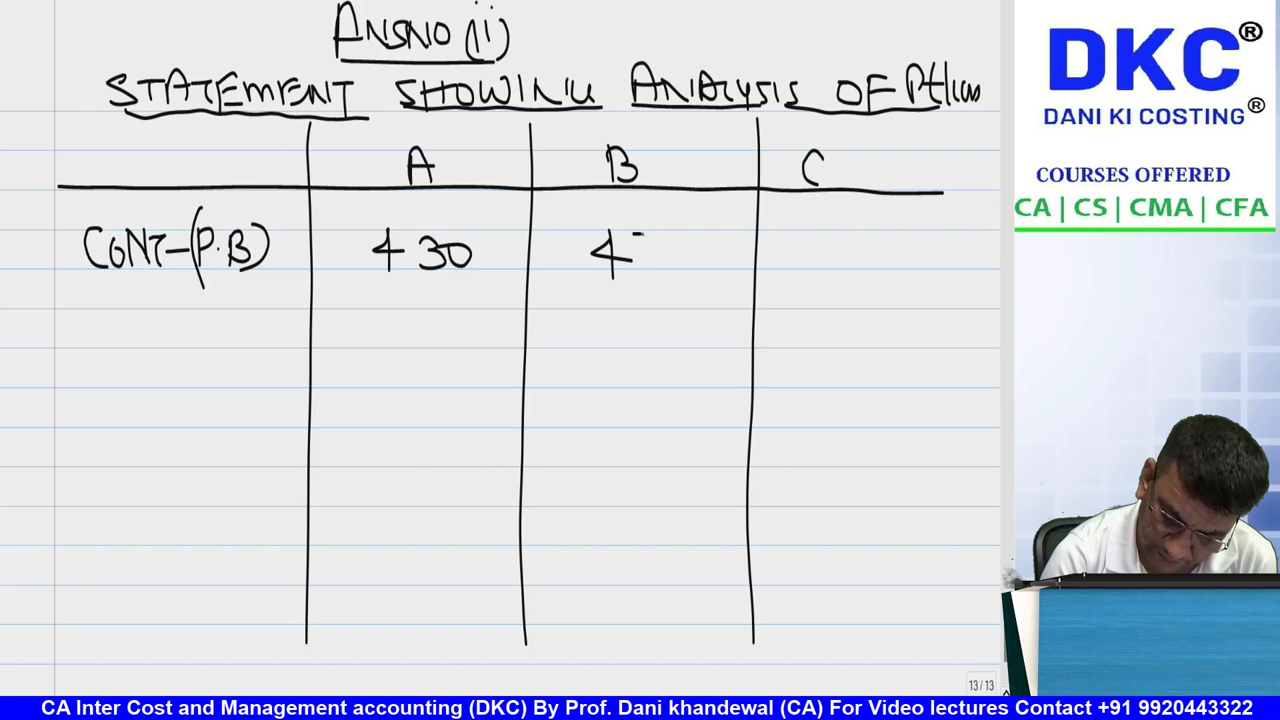 ANSNO (ii)
STATEMENT SHOWING ANALYSIS OF
A B C
CONT-(P.B) 430 4
13/13
DKC®
DANI KI COSTING®
COURSES OFFERED
CA | CS | CMA | CFA
CA Inter Cost and Management accounting (DKC) By Prof. Dani khandewal (CA) For Video lectures Contact +91 9920443322